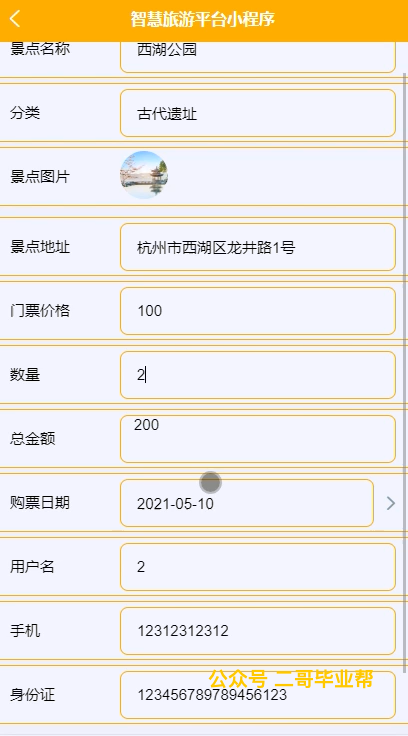 智慧旅游平台小程序
景点名称 西湖公园
分类 古代遗址
景点图片
景点地址 杭州市西湖区龙井路1号
门票价格 100
数量 2
总金额 200
购票日期 2021-05-10
用户名 2
手机 12312312312
公众号 二哥毕业帮
身份证 123456789789456123